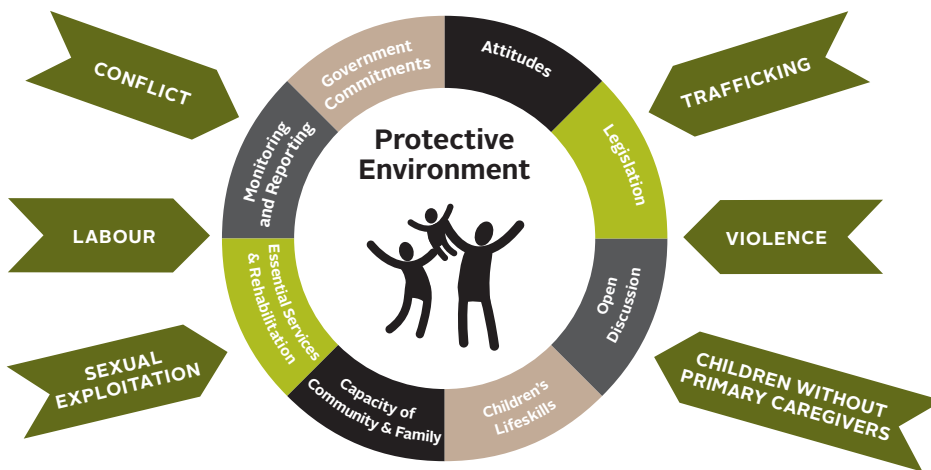 CONFLICT
LABOUR
SEXUAL
EXPLOITATION
Government
Commitments
Attitudes
Legislation
Open
Discussion
Children's
Lifeskills
Capacity of
Community & Family
Essential Services
& Rehabilitation
Monitoring
and Reporting
Protective
Environment
TRAFFICKING
VIOLENCE
CHILDREN WITHOUT
PRIMARY CAREGIVERS